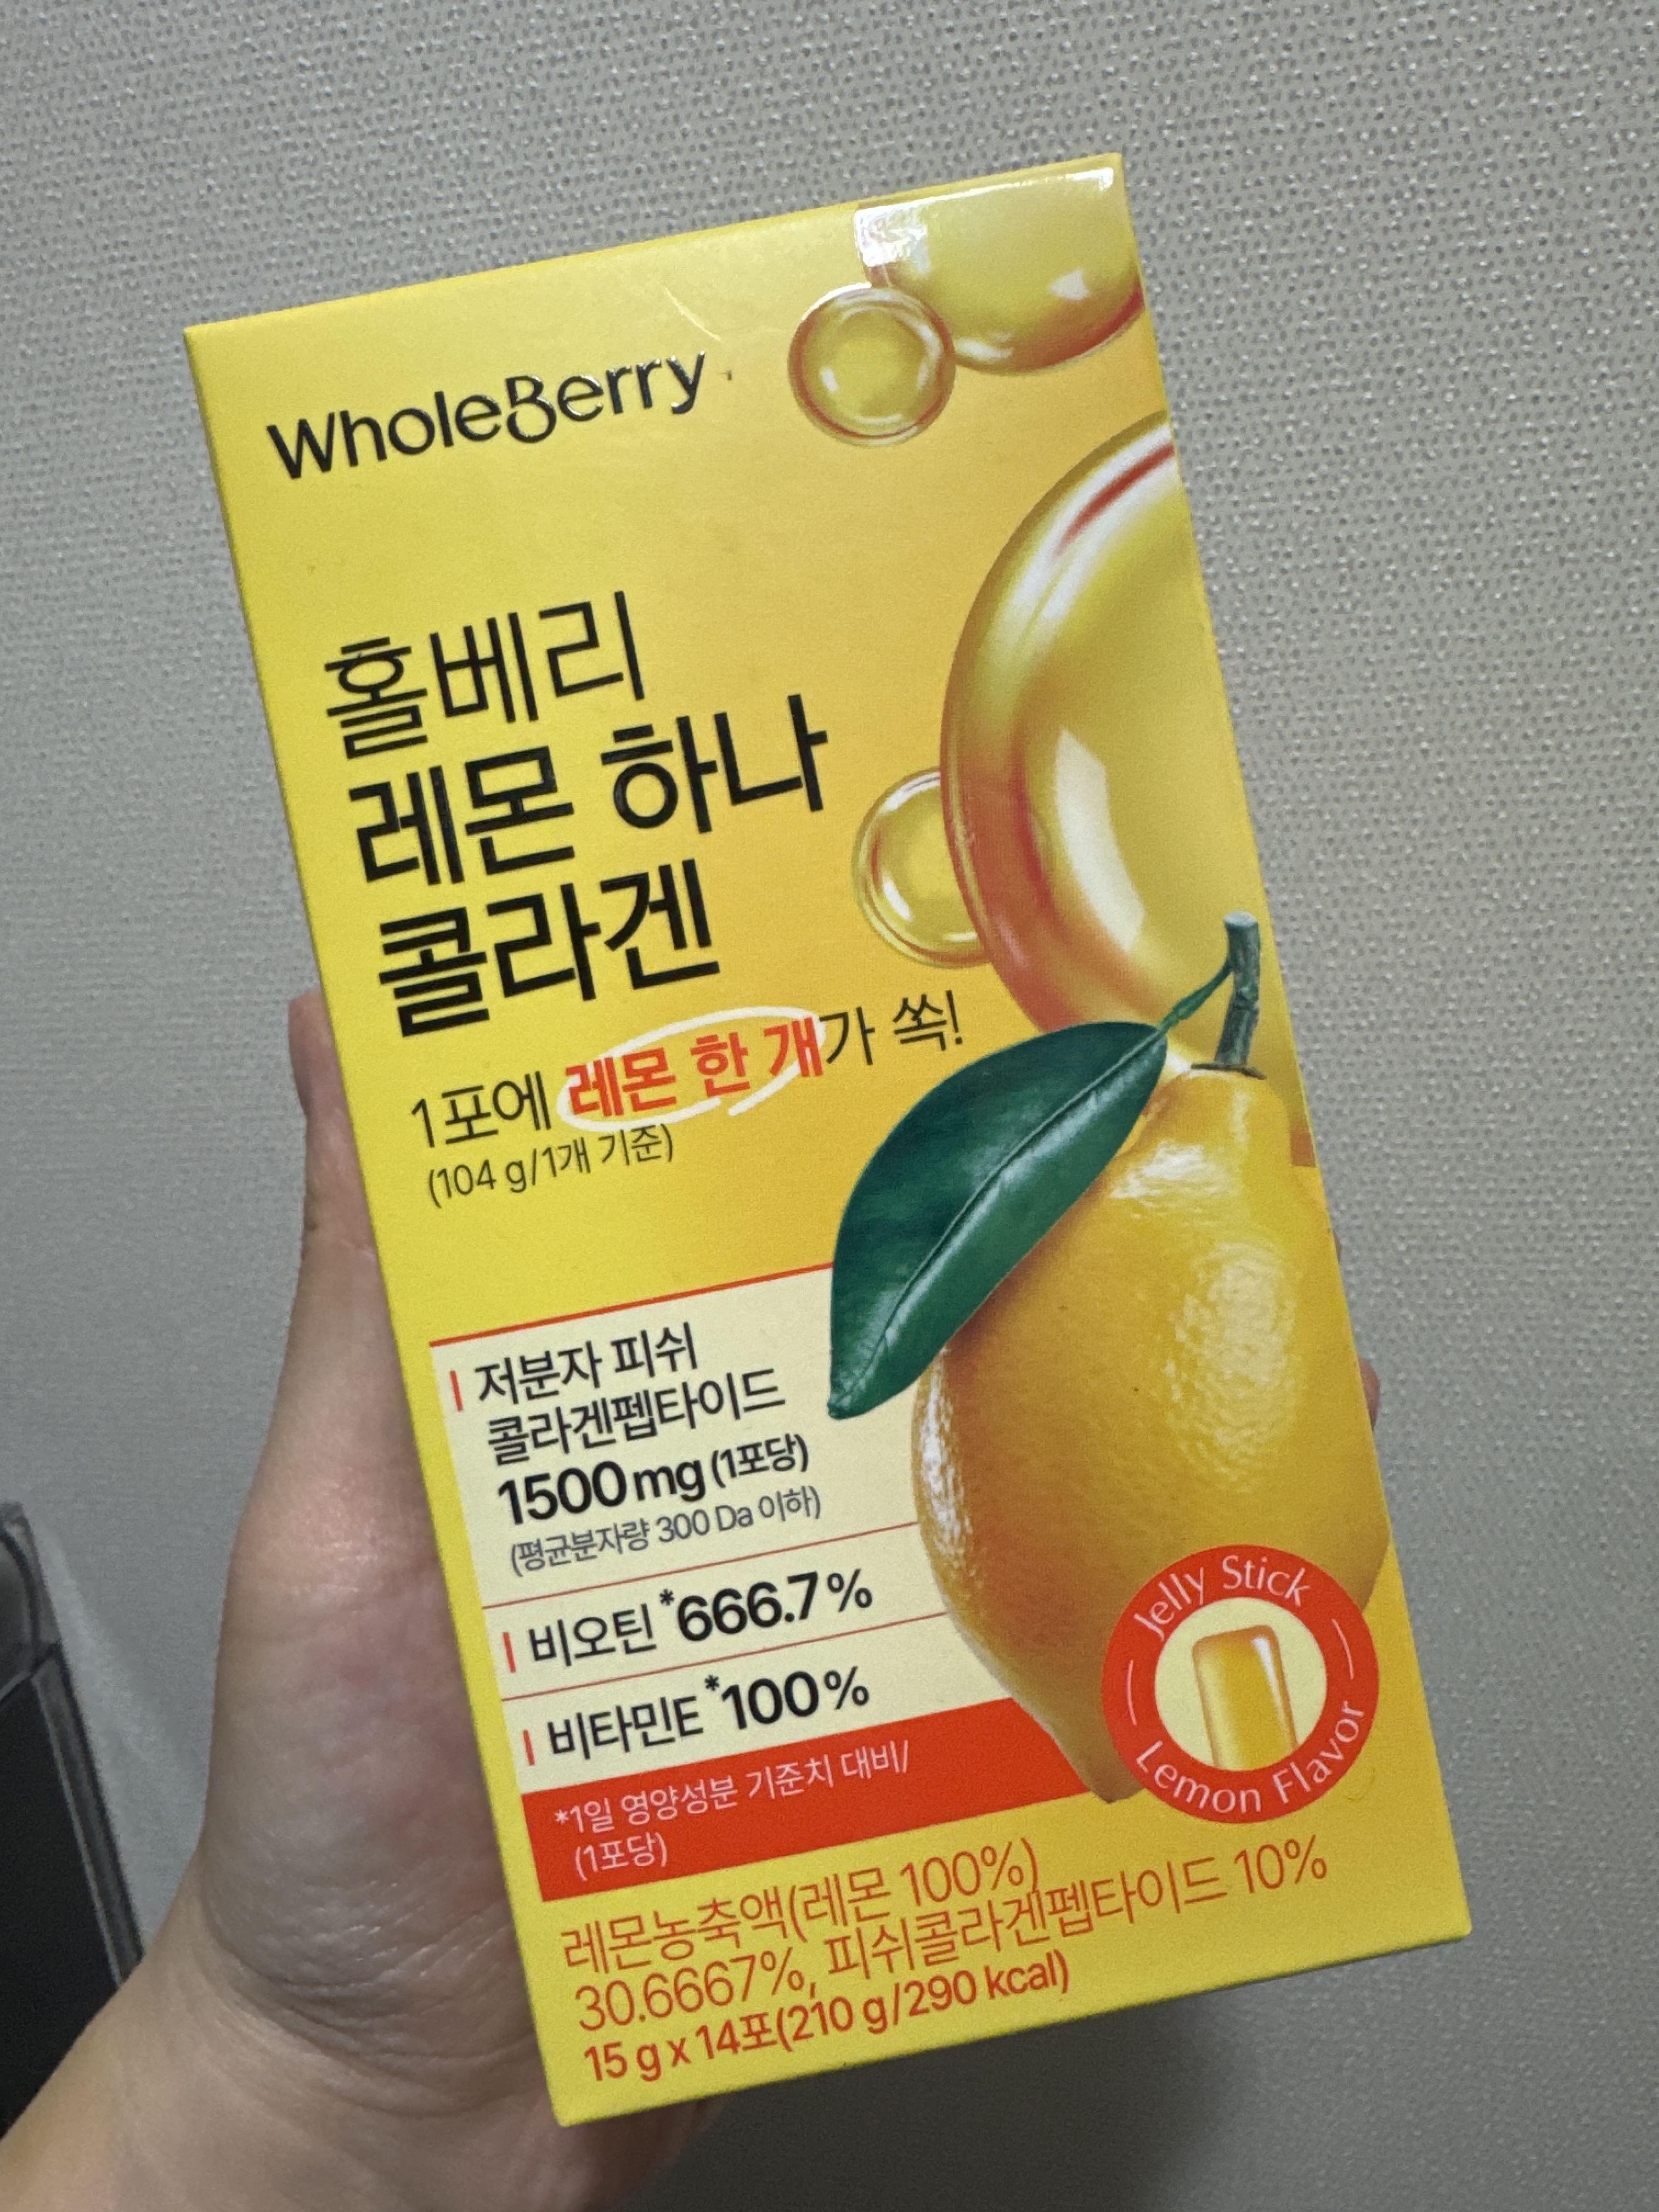 WholeBerry
홀베리
레몬 하나
콜라겐
1포에 레몬 한 개가 쏙!
(104 g/1개 기준)
저분자 피쉬
콜라겐펩타이드
1500 mg (1포당)
(평균분자량 300 Da 이하)
비오틴 *666.7%
비타민E *100%
*1일 영양성분 기준치 대비/
(1포당)
Jelly Stick
Lemon Flavor
레몬농축액(레몬 100%)
30.6667%, 피쉬콜라겐펩타이드 10%
15 g x 14포(210 g/290 kcal)